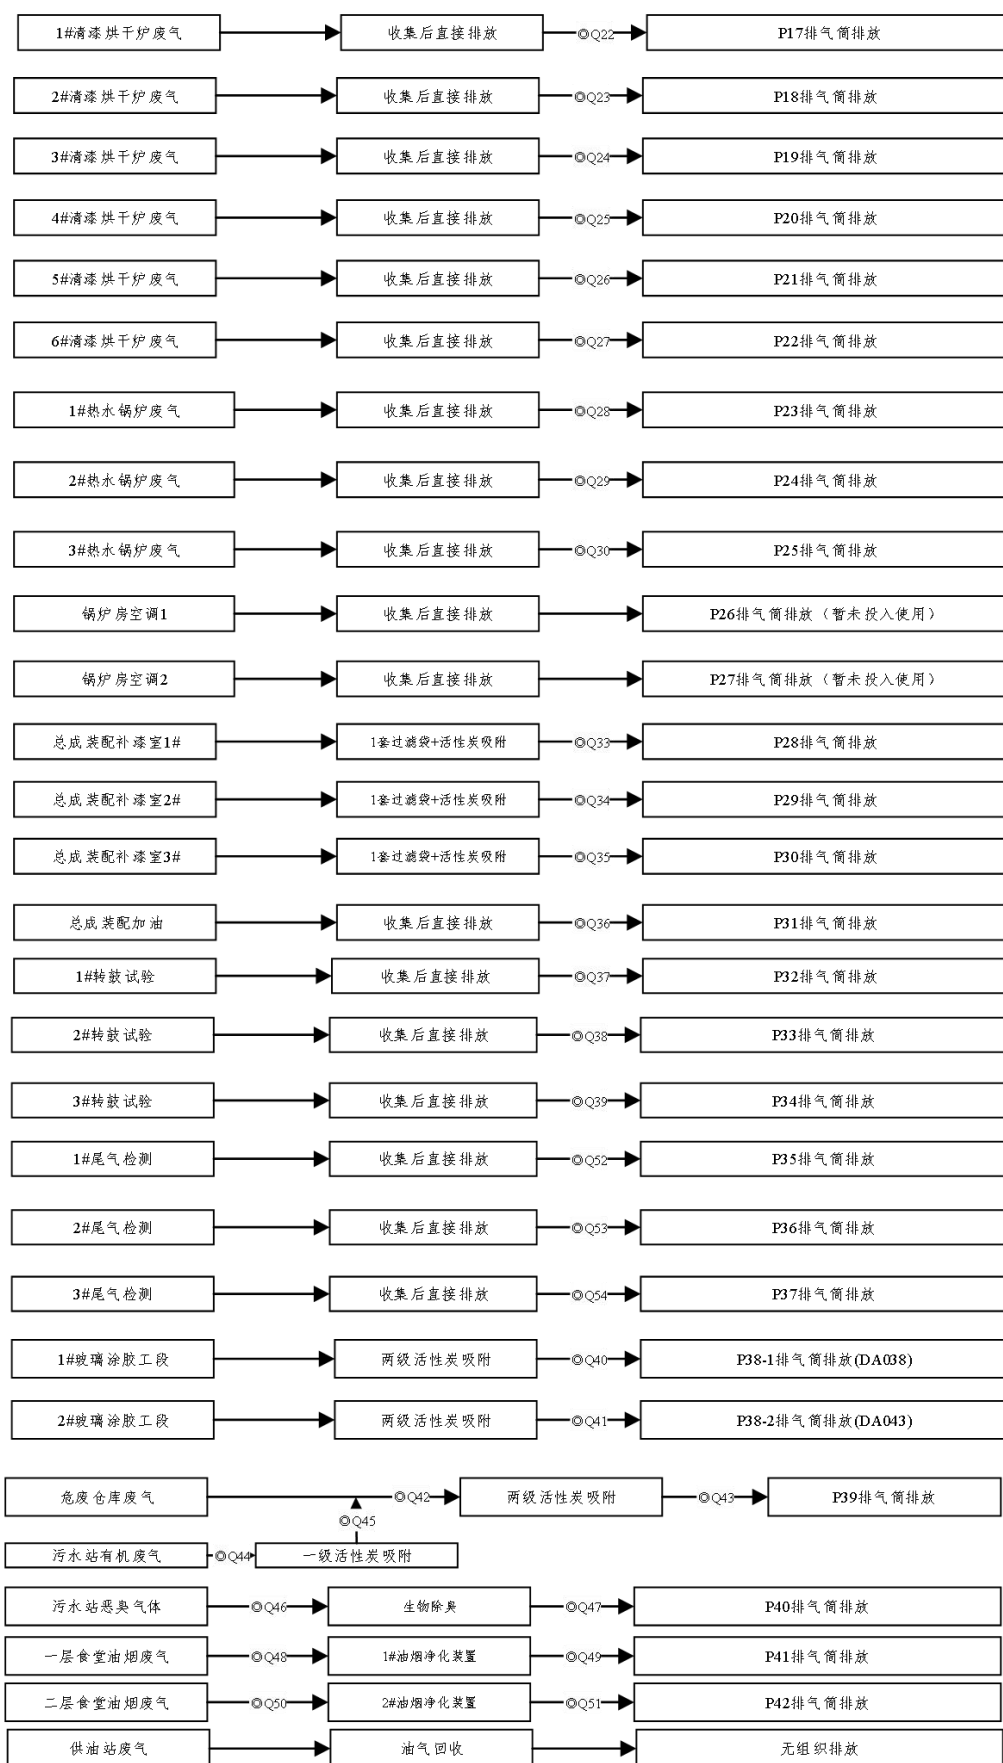 1#清漆烘干炉废气 收集后直接排放 ◎Q22 P17排气筒排放
2#清漆烘干炉废气 收集后直接排放 ◎Q23 P18排气筒排放
3#清漆烘干炉废气 收集后直接排放 ◎Q24 P19排气筒排放
4#清漆烘干炉废气 收集后直接排放 ◎Q25 P20排气筒排放
5#清漆烘干炉废气 收集后直接排放 ◎Q26 P21排气筒排放
6#清漆烘干炉废气 收集后直接排放 ◎Q27 P22排气筒排放
1#热水锅炉废气 收集后直接排放 ◎Q28 P23排气筒排放
2#热水锅炉废气 收集后直接排放 ◎Q29 P24排气筒排放
3#热水锅炉废气 收集后直接排放 ◎Q30 P25排气筒排放
锅炉房空调1 收集后直接排放 P26排气筒排放（暂未投入使用）
锅炉房空调2 收集后直接排放 P27排气筒排放（暂未投入使用）
总成装配补漆室1# 1套过滤袋+活性炭吸附 ◎Q33 P28排气筒排放
总成装配补漆室2# 1套过滤袋+活性炭吸附 ◎Q34 P29排气筒排放
总成装配补漆室3# 1套过滤袋+活性炭吸附 ◎Q35 P30排气筒排放
总成装配加油 收集后直接排放 ◎Q36 P31排气筒排放
1#转鼓试验 收集后直接排放 ◎Q37 P32排气筒排放
2#转鼓试验 收集后直接排放 ◎Q38 P33排气筒排放
3#转鼓试验 收集后直接排放 ◎Q39 P34排气筒排放
1#尾气检测 收集后直接排放 ◎Q52 P35排气筒排放
2#尾气检测 收集后直接排放 ◎Q53 P36排气筒排放
3#尾气检测 收集后直接排放 ◎Q54 P37排气筒排放
1#玻璃涂胶工段 两级活性炭吸附 ◎Q40 P38-1排气筒排放(DA038)
2#玻璃涂胶工段 两级活性炭吸附 ◎Q41 P38-2排气筒排放(DA043)
危废仓库废气 ◎Q42 两级活性炭吸附 ◎Q43 P39排气筒排放
◎Q45
污水站有机废气 ◎Q44 一级活性炭吸附
污水站恶臭气体 ◎Q46 生物除臭 ◎Q47 P40排气筒排放
一层食堂油烟废气 ◎Q48 1#油烟净化装置 ◎Q49 P41排气筒排放
二层食堂油烟废气 ◎Q50 2#油烟净化装置 ◎Q51 P42排气筒排放
供油站废气 油气回收 无组织排放